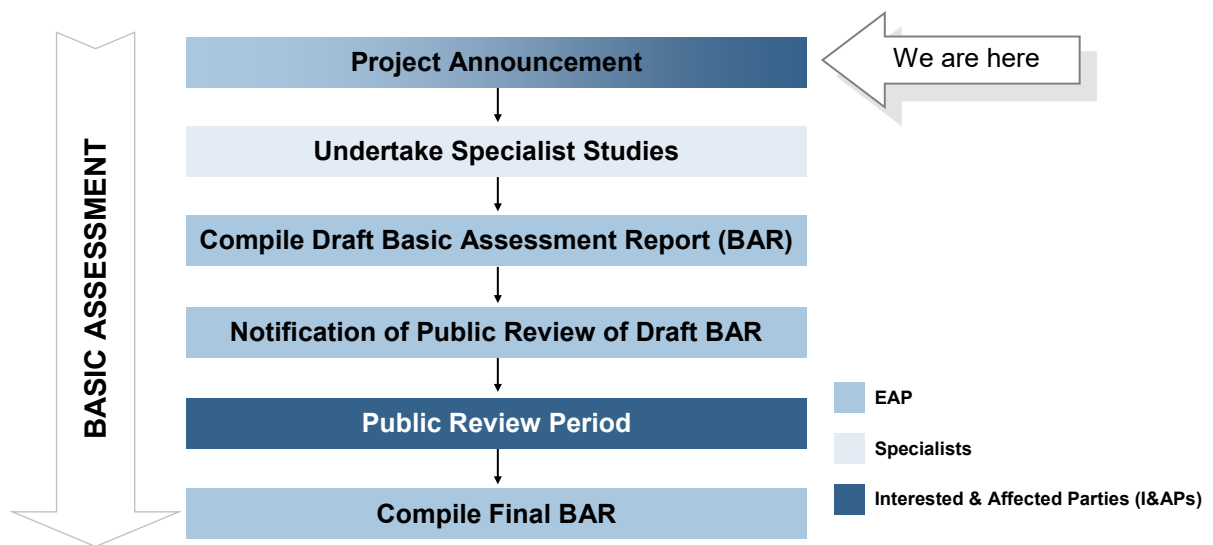 Project Announcement
We are here
Undertake Specialist Studies
Compile Draft Basic Assessment Report (BAR)
Notification of Public Review of Draft BAR
Public Review Period
Compile Final BAR
BASIC ASSESSMENT
EAP
Specialists
Interested & Affected Parties (I&APs)